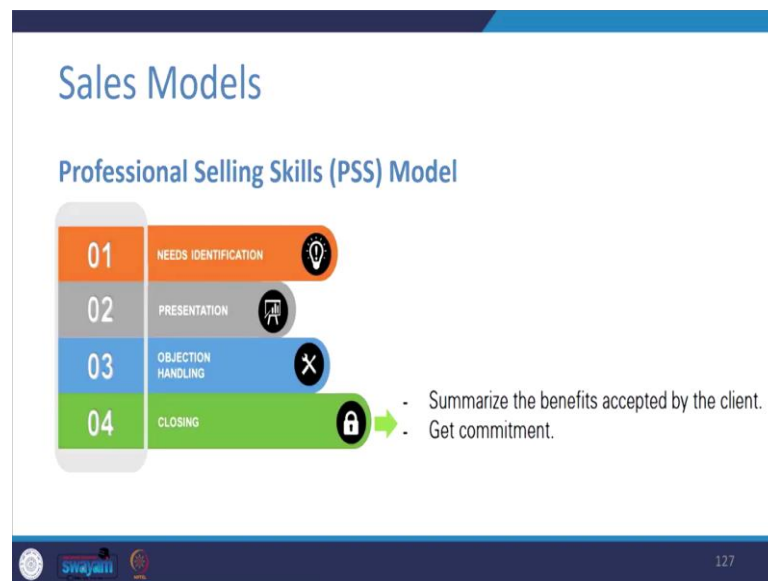 Sales Models
Professional Selling Skills (PSS) Model
01
NEEDS IDENTIFICATION
02
PRESENTATION
03
OBJECTION
HANDLING
04
CLOSING
- Summarize the benefits accepted by the client.
- Get commitment.
swayam
127